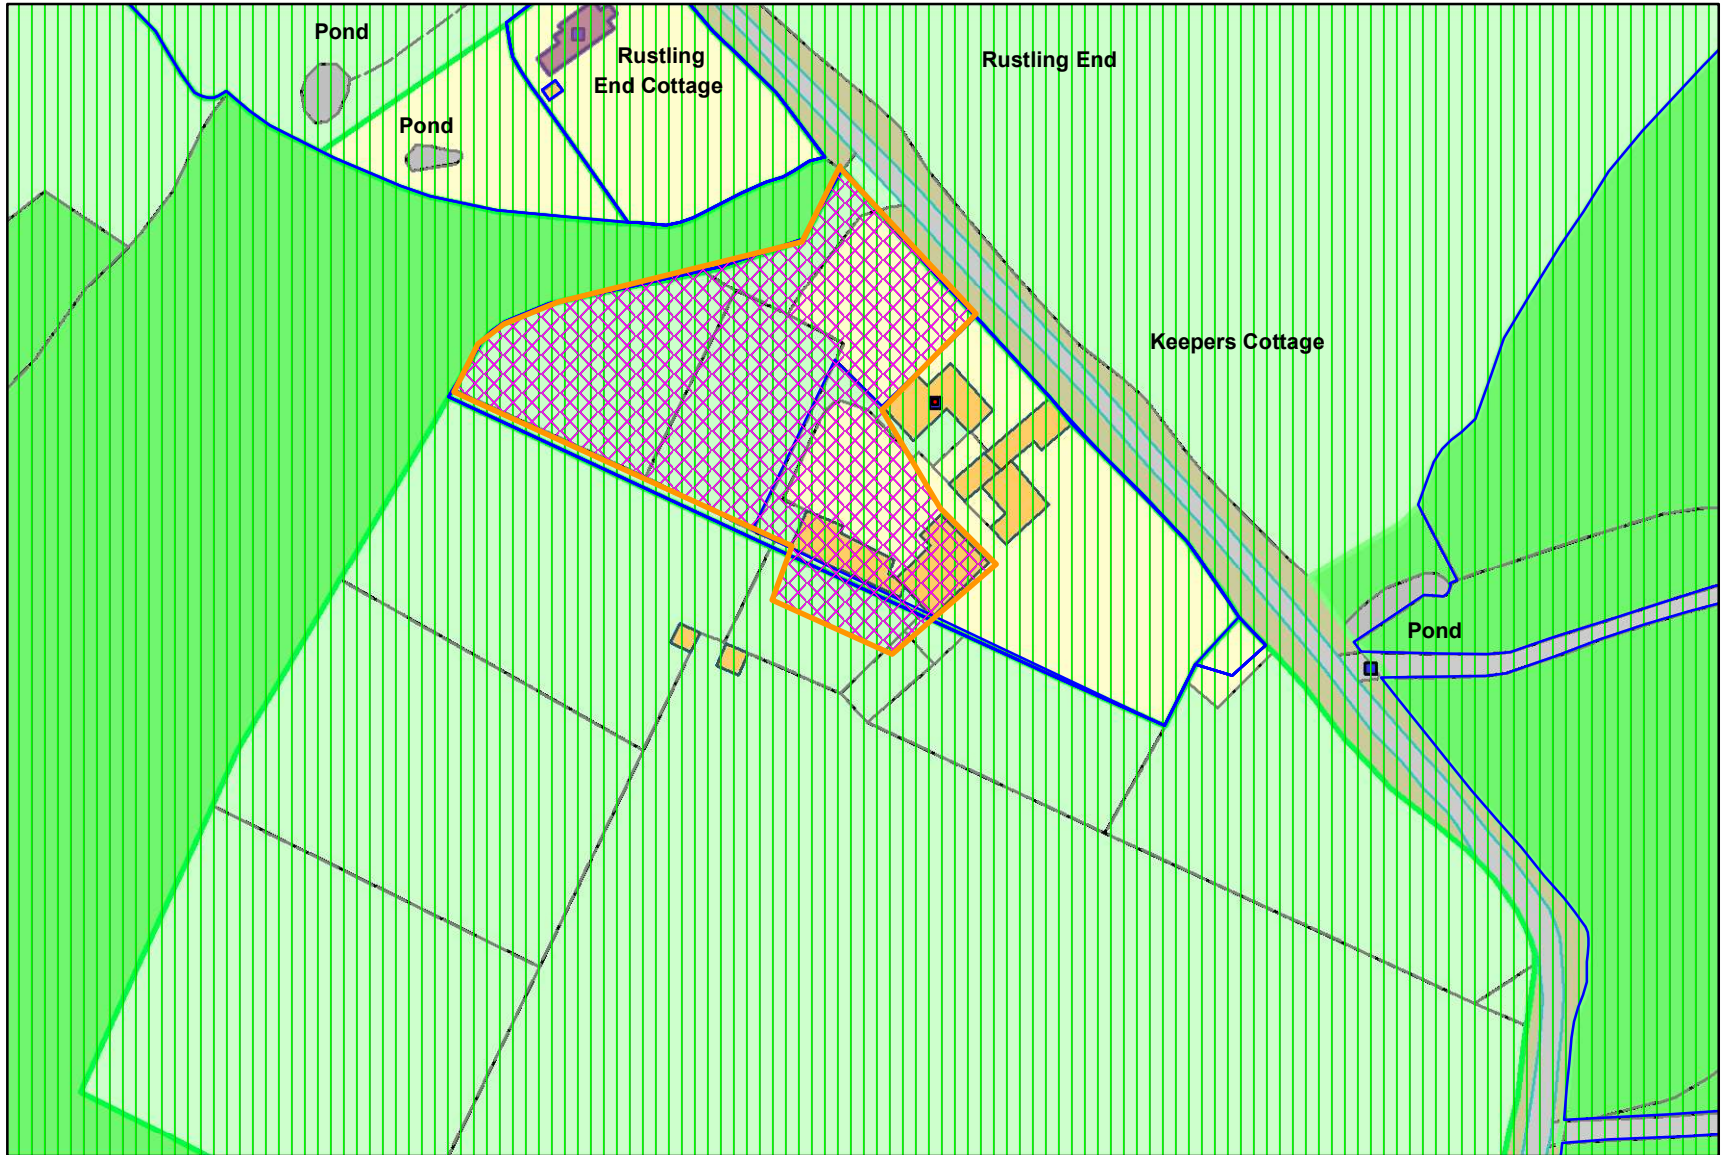 Pond
Rustling
End Cottage
Rustling End
Pond
Keepers Cottage
Pond